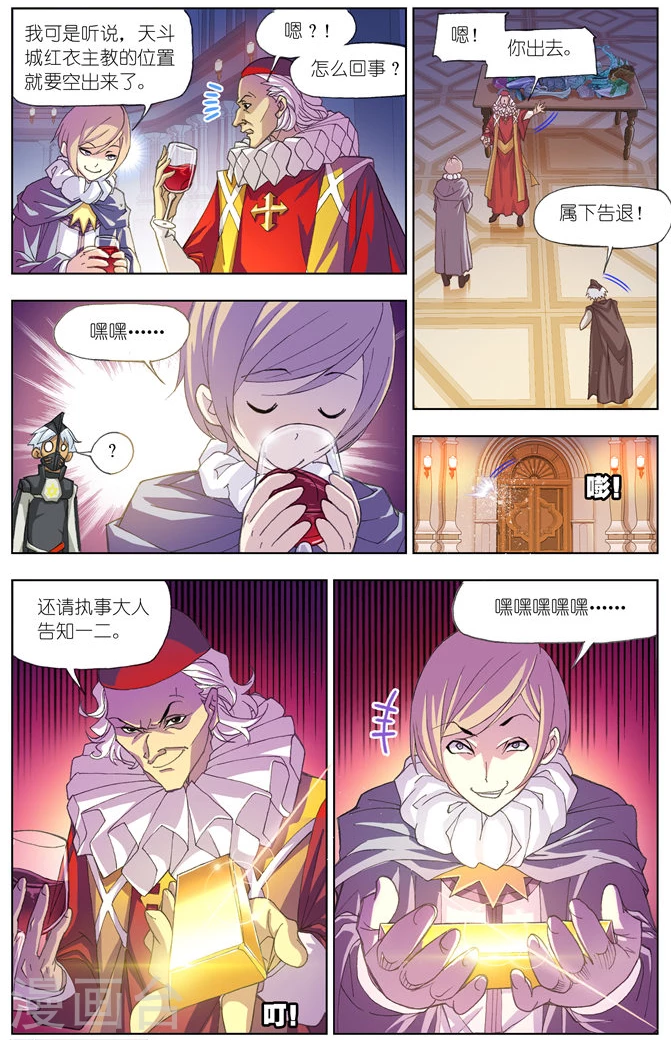 我可是听说，天斗
城红衣主教的位置
就要空出来了。
嗯？！
怎么回事？
嘿嘿……
？
嗯！
你出去。
属下告退！
嘭！
还请执事大人
告知一二。
叮！
嘿嘿嘿嘿嘿……
漫画台